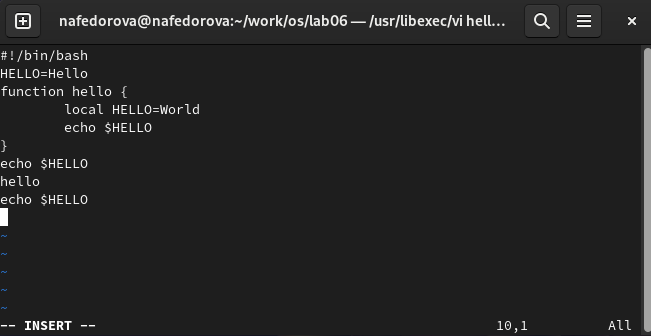 nafedorova@nafedorova:~/work/os/lab06 — /usr/libexec/vi hell...
#!/bin/bash
HELLO=Hello
function hello {
        local HELLO=World
        echo $HELLO
}
echo $HELLO
hello
echo $HELLO
~
~
~
~
~
-- INSERT --                                                  10,1          All